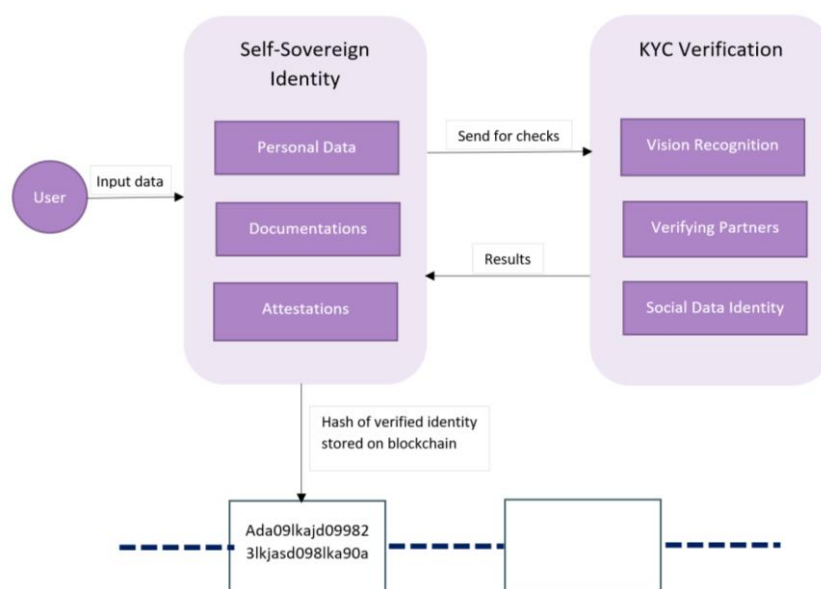 Self-Sovereign
Identity
KYC Verification
Personal Data
Send for checks
Vision Recognition
User
Input data
Documentations
Verifying Partners
Results
Attestations
Social Data Identity
Hash of verified identity
stored on blockchain
Ada09lkajd09982
3lkjasd098lka90a